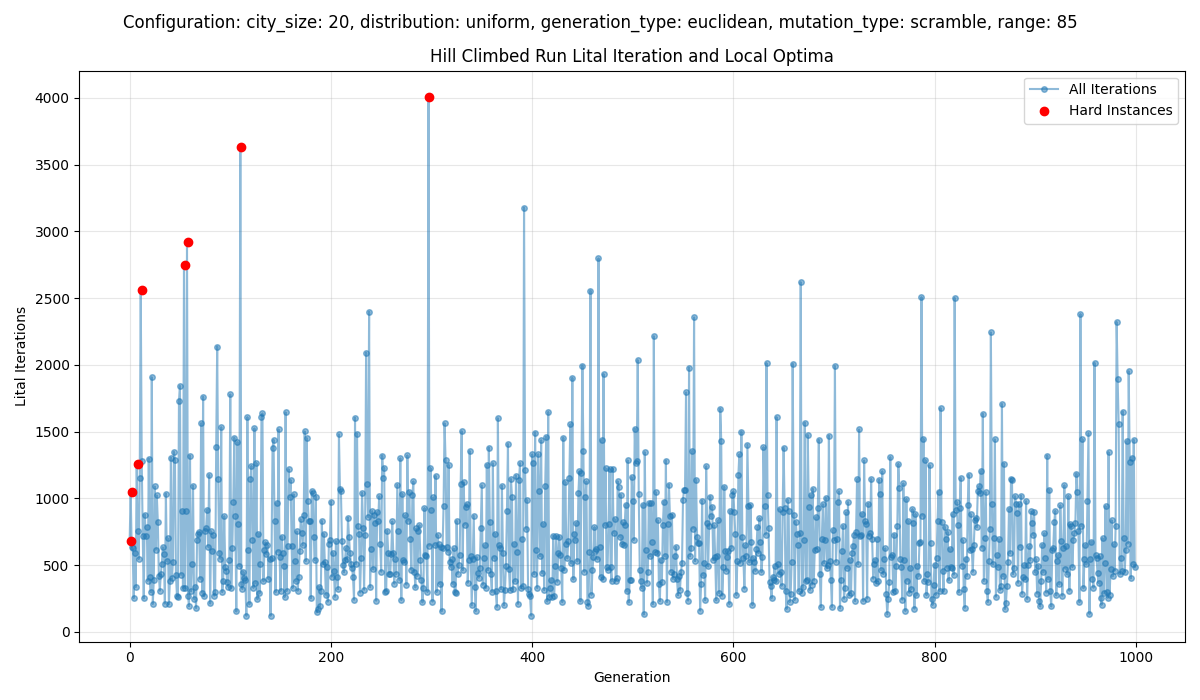 Configuration: city_size: 20, distribution: uniform, generation_type: euclidean, mutation_type: scramble, range: 85
Hill Climbed Run Lital Iteration and Local Optima
All Iterations
Hard Instances
4000
3500
3000
2500
2000
1500
1000
500
0
Lital Iterations
0
200
400
600
800
1000
Generation